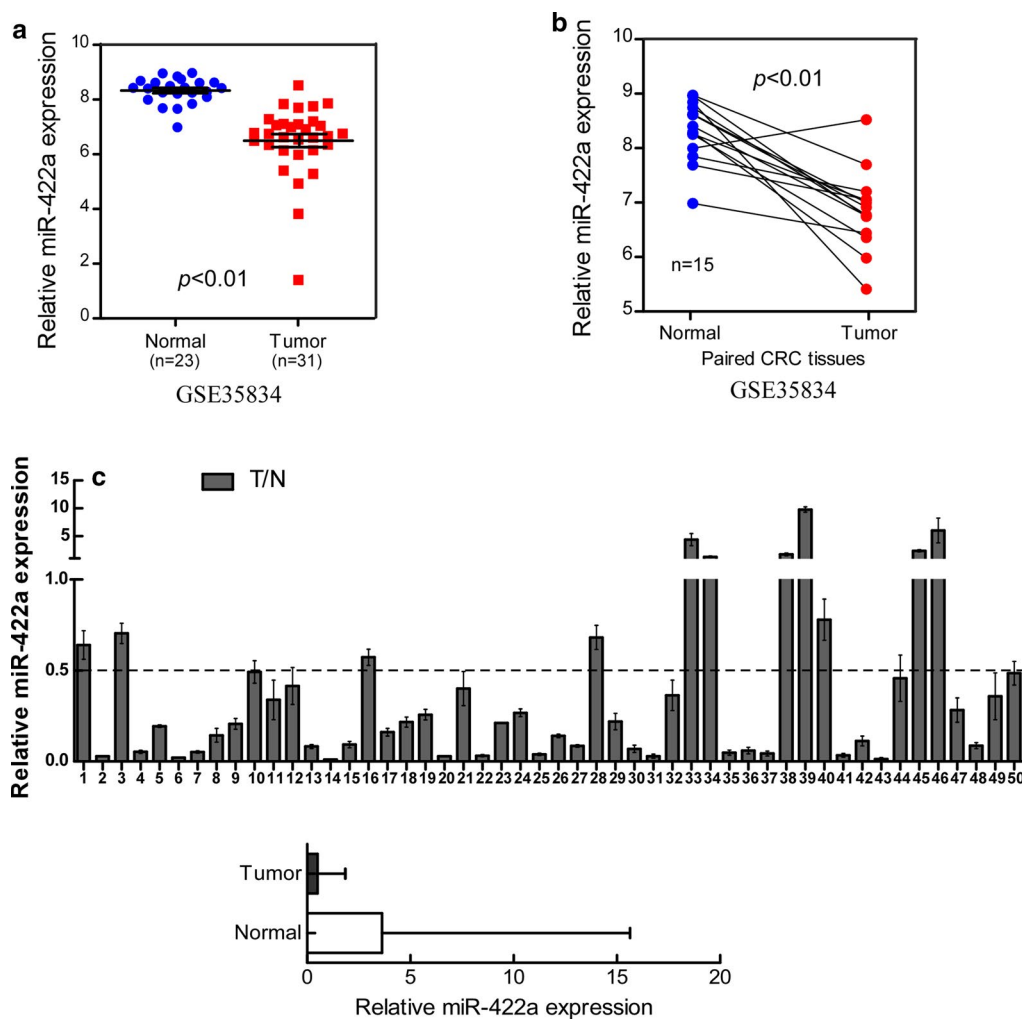 a
Relative miR-422a expression
10
8
6
4
2
0
p<0.01
Normal
(n=23)
Tumor
(n=31)
GSE35834
b
Relative miR-422a expression
10
9
8
7
6
5
p<0.01
n=15
Normal
Tumor
Paired CRC tissues
GSE35834
c
Relative miR-422a expression
T/N
15
10
5
1.0
0.5
0.0
1 2 3 4 5 6 7 8 9 10 11 12 13 14 15 16 17 18 19 20 21 22 23 24 25 26 27 28 29 30 31 32 33 34 35 36 37 38 39 40 41 42 43 44 45 46 47 48 49 50
Tumor
Normal
0 5 10 15 20
Relative miR-422a expression